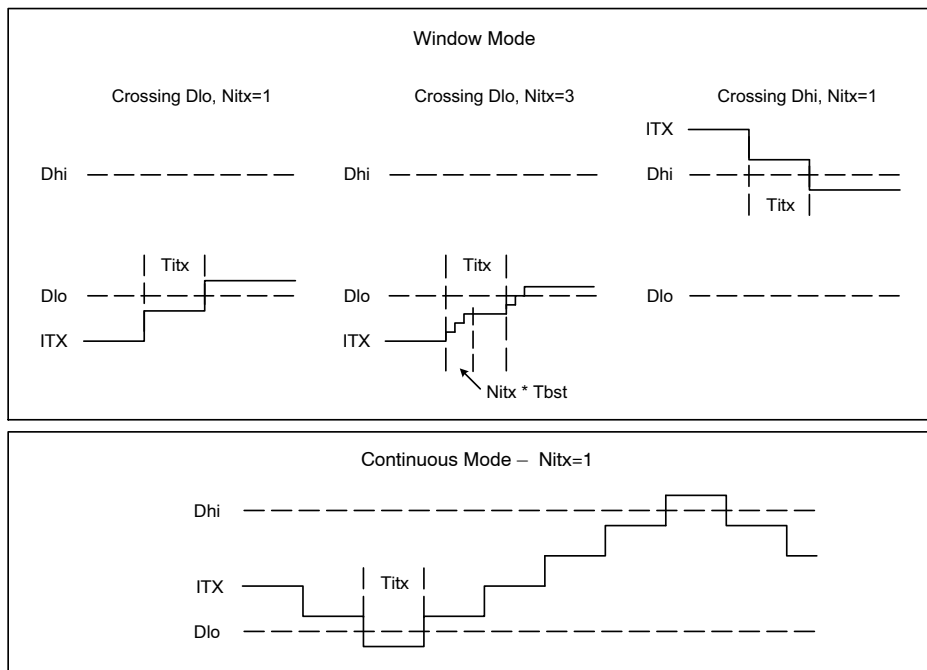 Window Mode
Crossing Dlo, Nitx=1
Crossing Dlo, Nitx=3
Crossing Dhi, Nitx=1
ITX
Dhi
Dhi
Dhi
Titx
Titx
Titx
Dlo
Dlo
Dlo
ITX
ITX
Nitx * Tbst
Continuous Mode – Nitx=1
Dhi
ITX
Titx
Dlo